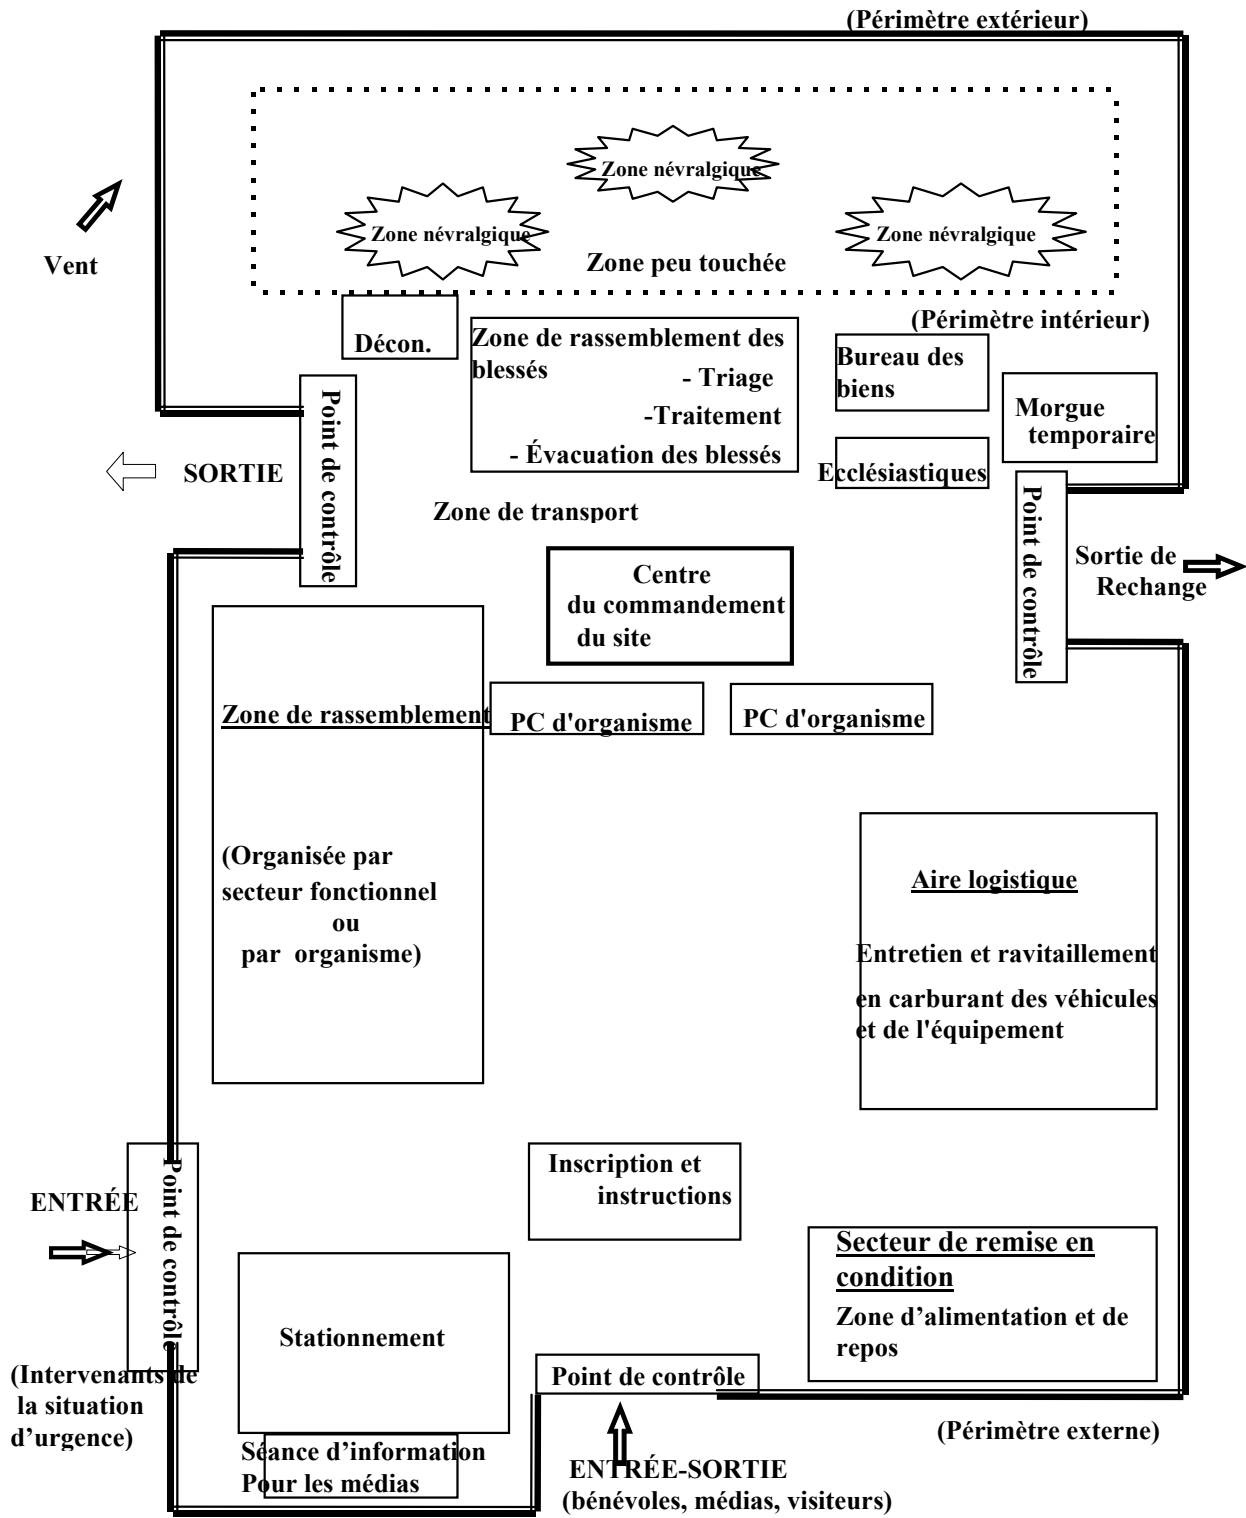 (Périmètre extérieur)
Zone névralgique
Zone névralgique
Zone névralgique
Vent
Zone peu touchée
(Périmètre intérieur)
Décon.
Zone de rassemblement des
blessés
- Triage
-Traitement
- Évacuation des blessés
Bureau des
biens
Morgue
temporaire
Ecclésiastiques
Point de contrôle
SORTIE
Zone de transport
Point de contrôle
Sortie de
Rechange
Centre
du commandement
du site
Zone de rassemblement
PC d'organisme
PC d'organisme
(Organisée par
secteur fonctionnel
ou
par organisme)
Aire logistique
Entretien et ravitaillement
en carburant des véhicules
et de l'équipement
Inscription et
instructions
ENTRÉE
Point de contrôle
(Intervenants de
la situation
d’urgence)
Secteur de remise en
condition
Zone d’alimentation et de
repos
Stationnement
Point de contrôle
(Périmètre externe)
Séance d’information
Pour les médias
ENTRÉE-SORTIE
(bénévoles, médias, visiteurs)